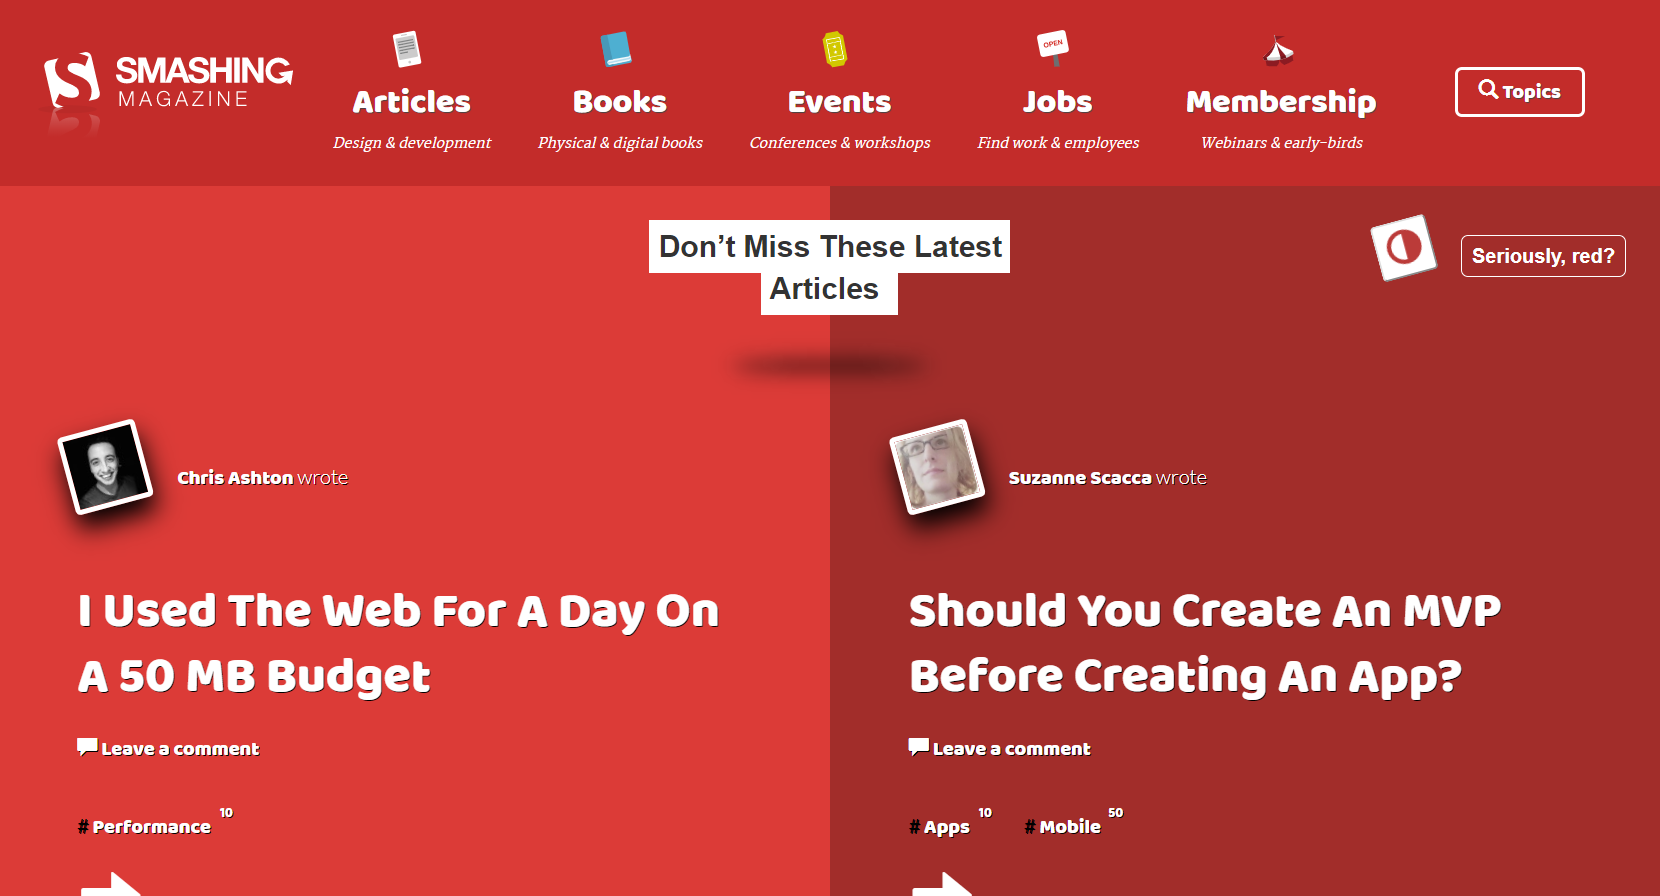 SMASHING
MAGAZINE
Articles
Design & development
Books
Physical & digital books
Events
Conferences & workshops
OPEN
Jobs
Find work & employees
Membership
Webinars & early-birds
Topics
Don’t Miss These Latest
Articles
Seriously, red?
Chris Ashton wrote
I Used The Web For A Day On
A 50 MB Budget
Leave a comment
# Performance 10
Suzanne Scacca wrote
Should You Create An MVP
Before Creating An App?
Leave a comment
# Apps 10 # Mobile 50